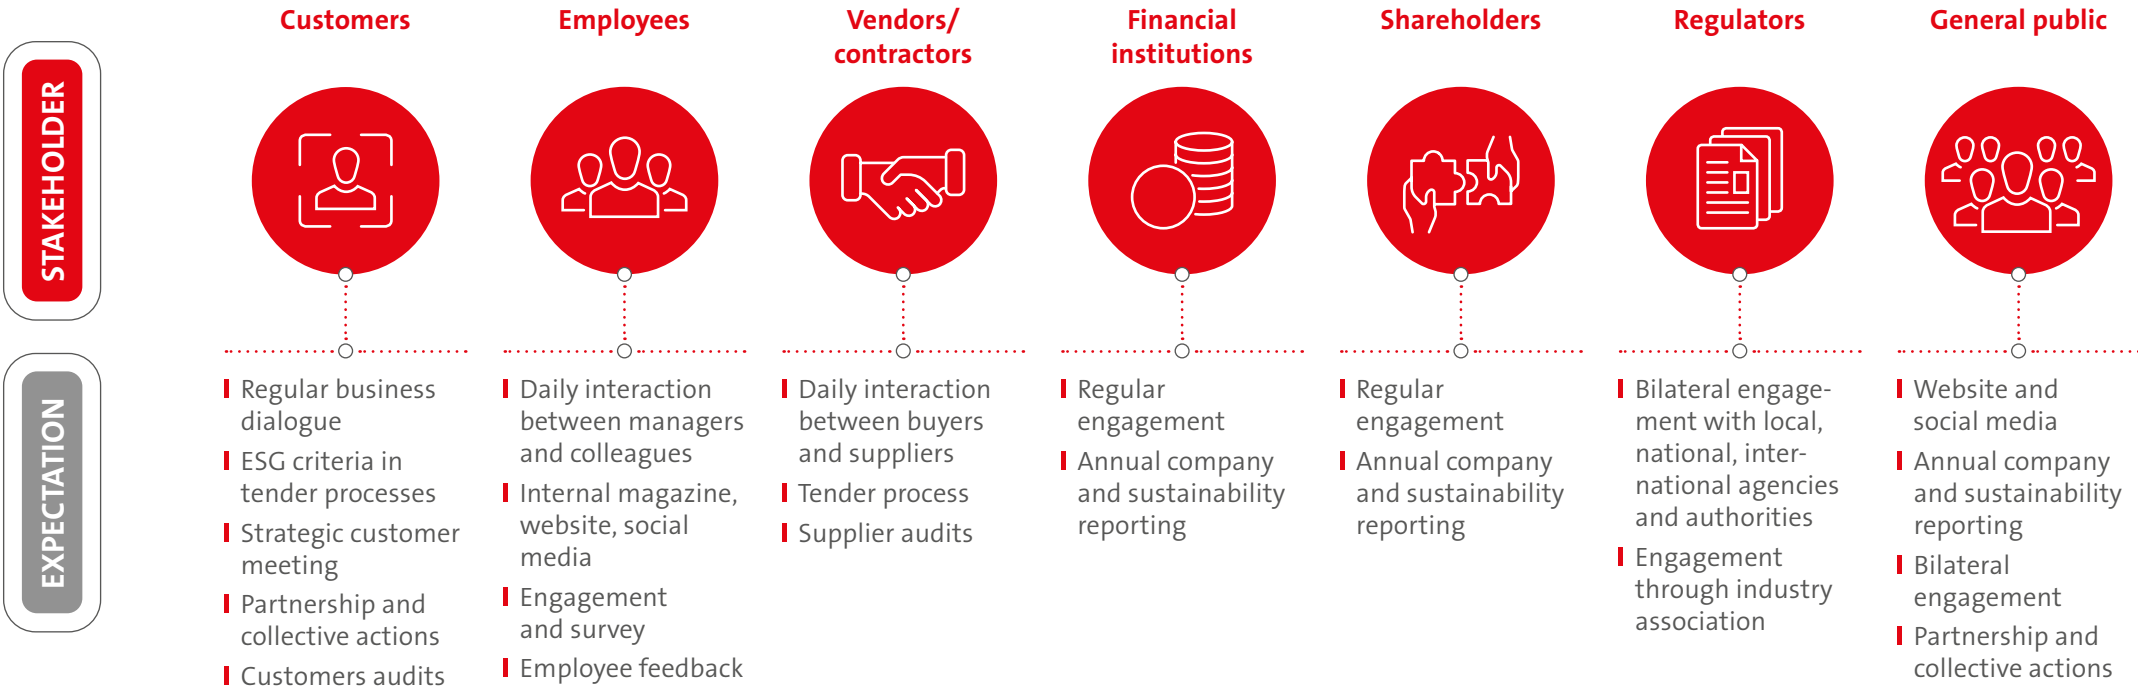 Customers
Employees
Vendors/
contractors
Financial
institutions
Shareholders
Regulators
General public
STAKEHOLDER
EXPECTATION
Regular business
dialogue
ESG criteria in
tender processes
Strategic customer
meeting
Partnership and
collective actions
Customers audits
Daily interaction
between managers
and colleagues
Internal magazine,
website, social
media
Engagement
and survey
Employee feedback
Daily interaction
between buyers
and suppliers
Tender process
Supplier audits
Regular
engagement
Annual company
and sustainability
reporting
Regular
engagement
Annual company
and sustainability
reporting
Bilateral engage-
ment with local,
national, inter-
national agencies
and authorities
Engagement
through industry
association
Website and
social media
Annual company
and sustainability
reporting
Bilateral
engagement
Partnership and
collective actions